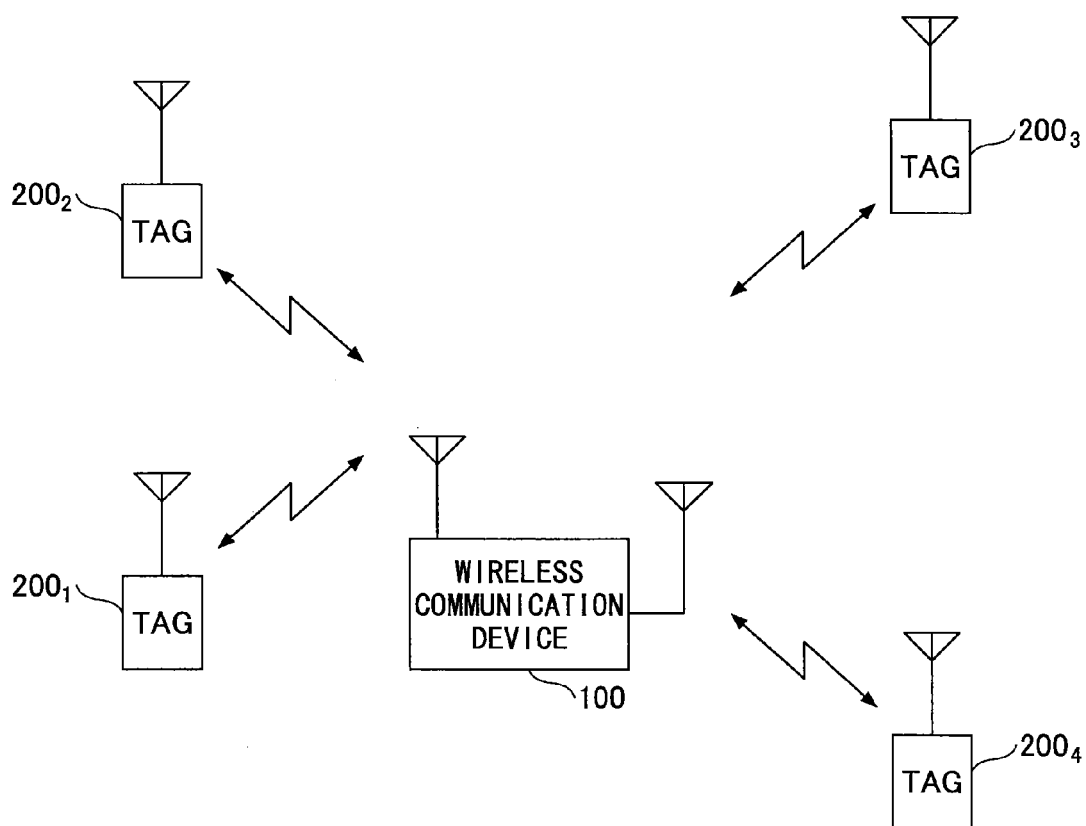 200₃
TAG
200₂
TAG
WIRELESS
COMMUNICATION
DEVICE
200₁
TAG
100
200₄
TAG